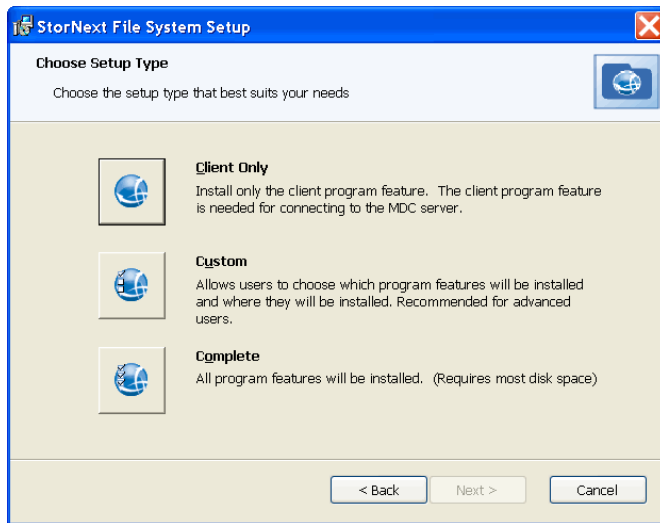 StorNext File System Setup
Choose Setup Type
Choose the setup type that best suits your needs
Client Only
Install only the client program feature. The client program feature
is needed for connecting to the MDC server.
Custom
Allows users to choose which program features will be installed
and where they will be installed. Recommended for advanced
users.
Complete
All program features will be installed. (Requires most disk space)
< Back Next > Cancel